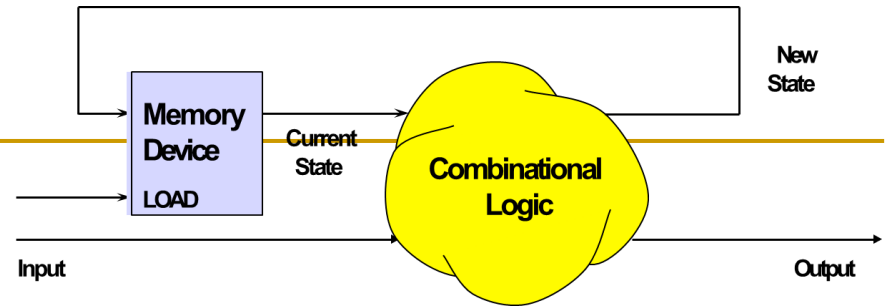 New
State
Memory
Device
Current
State
LOAD
Combinational
Logic
Input
Output